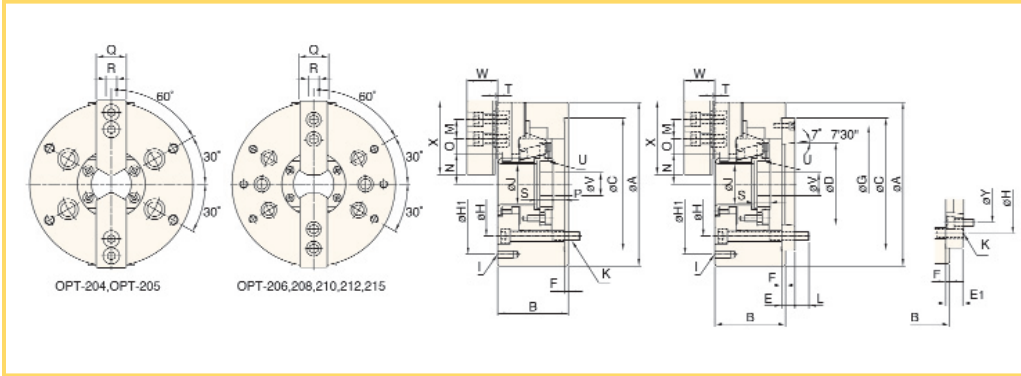 Q
R
60°
30°
30°
OPT-204,OPT-205
Q
R
60°
30°
30°
OPT-206,208,210,212,215
W
T
X
M
O
N
U
øJ
S
P
øV
øC
øA
øH1
øH
I
K
F
B
W
T
X
M
O
N
7°
7'30"
U
øJ
S
øV
øD
øG
øC
øA
øH1
øH
I
F
E
L
B
øY
øH
K
F
E1
B